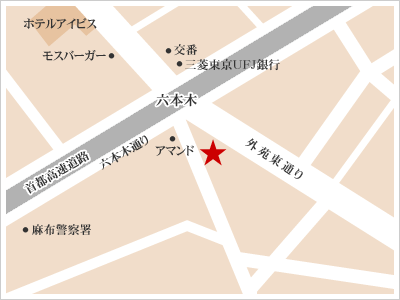 ホテルアイビス
モスバーガー
交番
三菱東京UFJ銀行
六本木
アマンド
外苑東通り
六本木通り
首都高速道路
麻布警察署